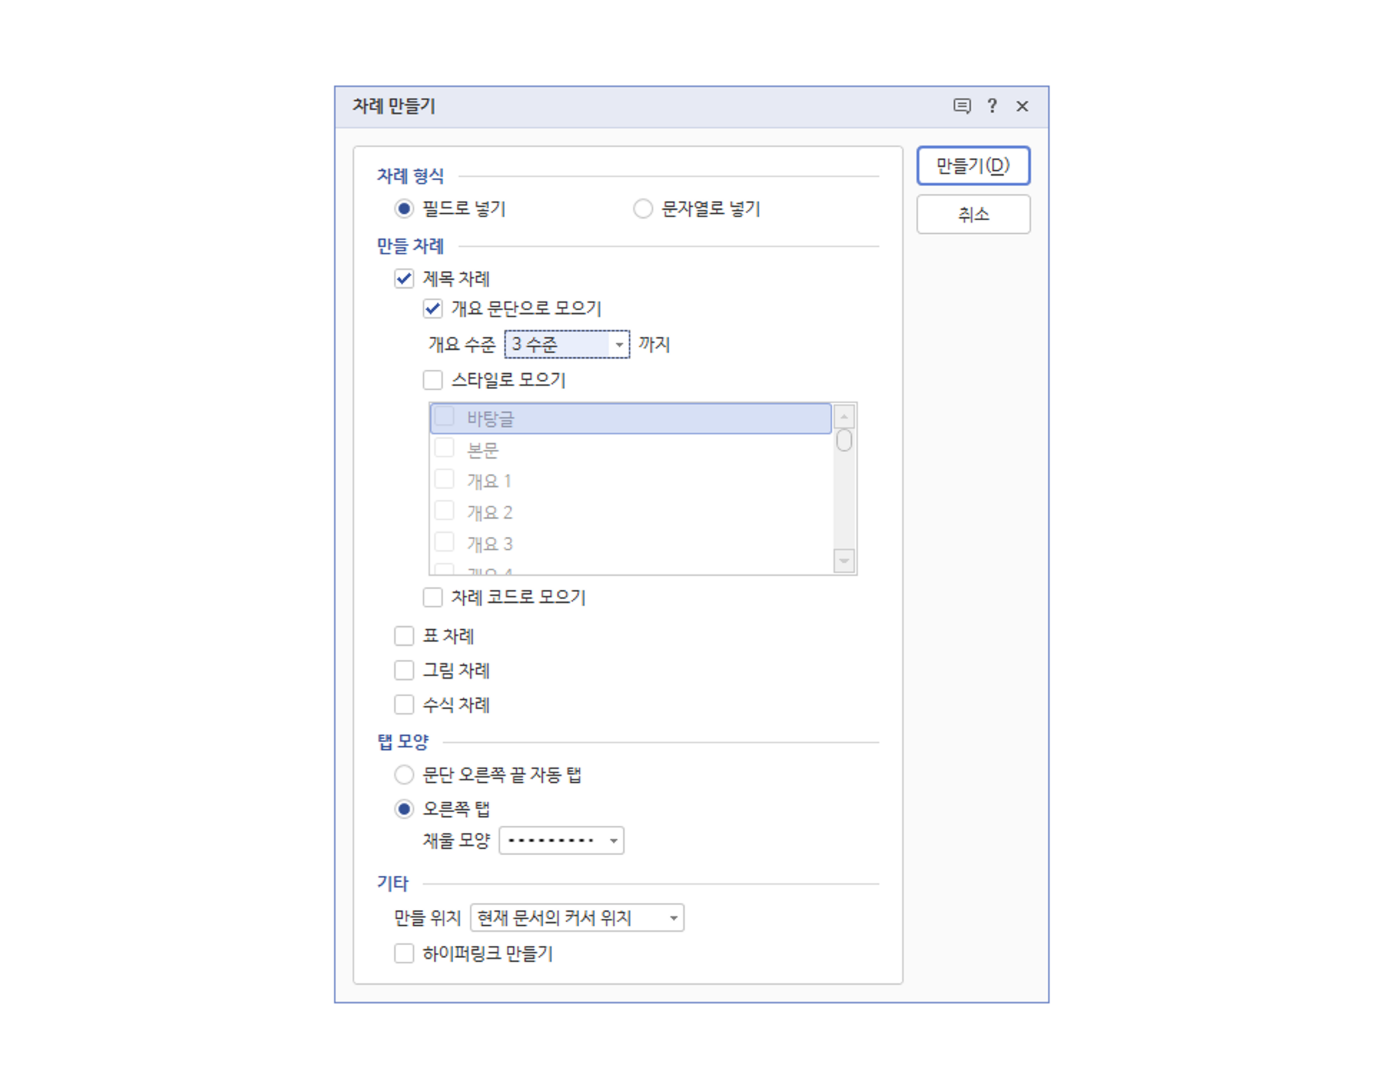 차례 만들기
?
만들기(D)
취소
차례 형식
필드로 넣기 문자열로 넣기
만들 차례
제목 차례
개요 문단으로 모으기
개요 수준 3 수준 까지
스타일로 모으기
바탕글
본문
개요 1
개요 2
개요 3
개요 4
차례 코드로 모으기
표 차례
그림 차례
수식 차례
탭 모양
문단 오른쪽 끝 자동 탭
오른쪽 탭
채울 모양
기타
만들 위치 현재 문서의 커서 위치
하이퍼링크 만들기